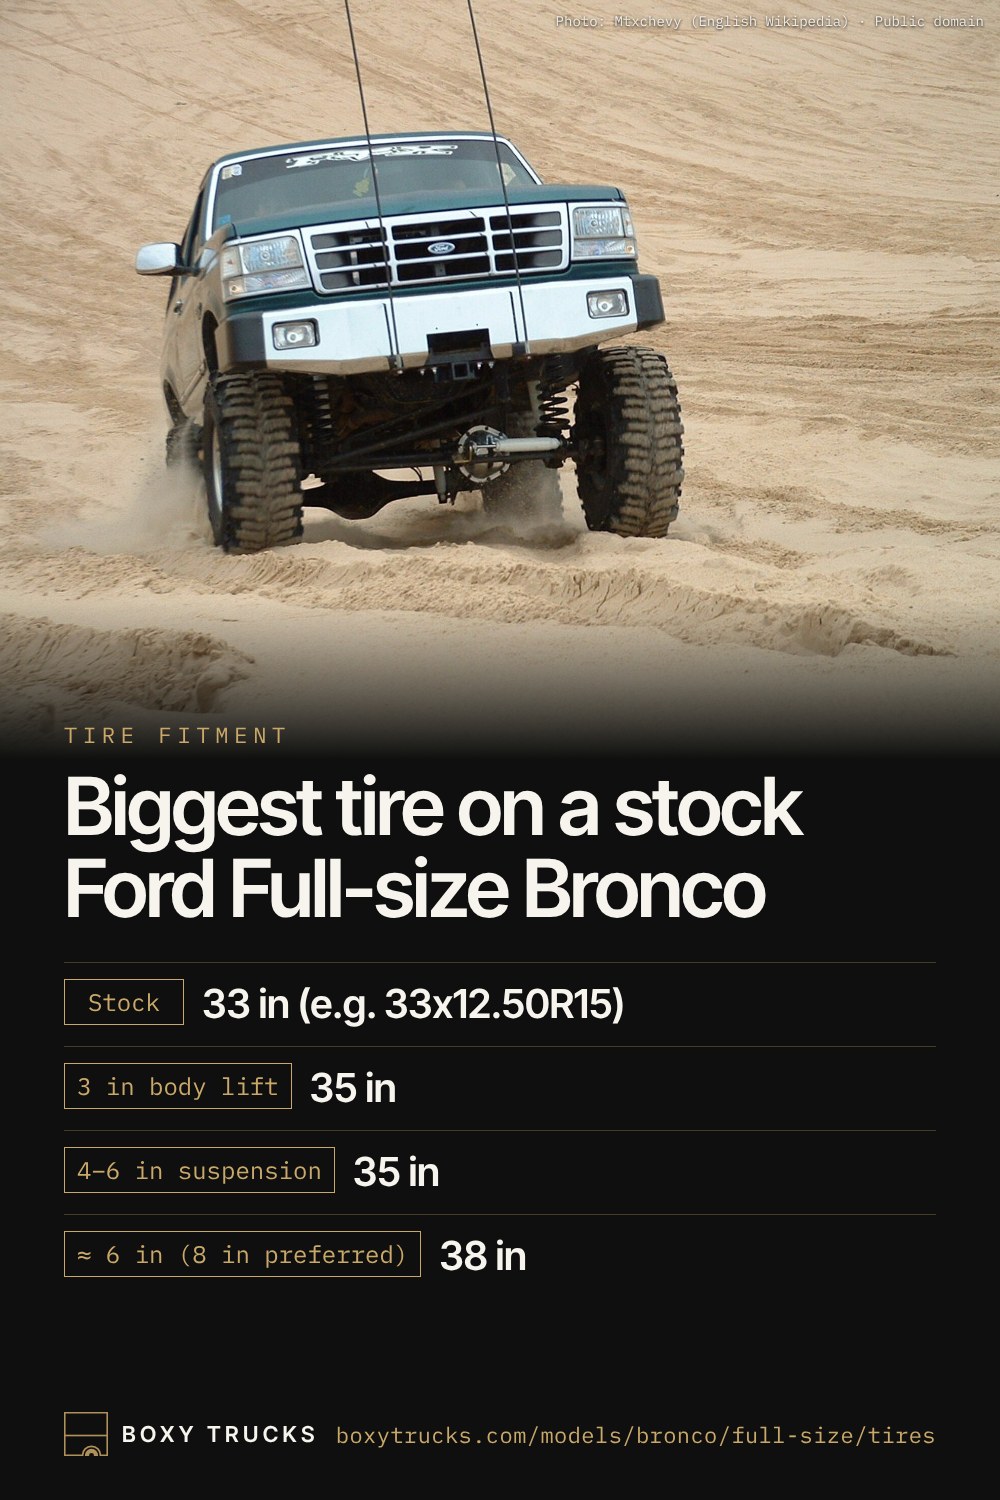 Photo: Mtxchevy (English Wikipedia) · Public domain
Ford
TIRE FITMENT
Biggest tire on a stock
Ford Full-size Bronco
Stock 33 in (e.g. 33x12.50R15)
3 in body lift 35 in
4–6 in suspension 35 in
≈ 6 in (8 in preferred) 38 in
BOXY TRUCKS boxytrucks.com/models/bronco/full-size/tires